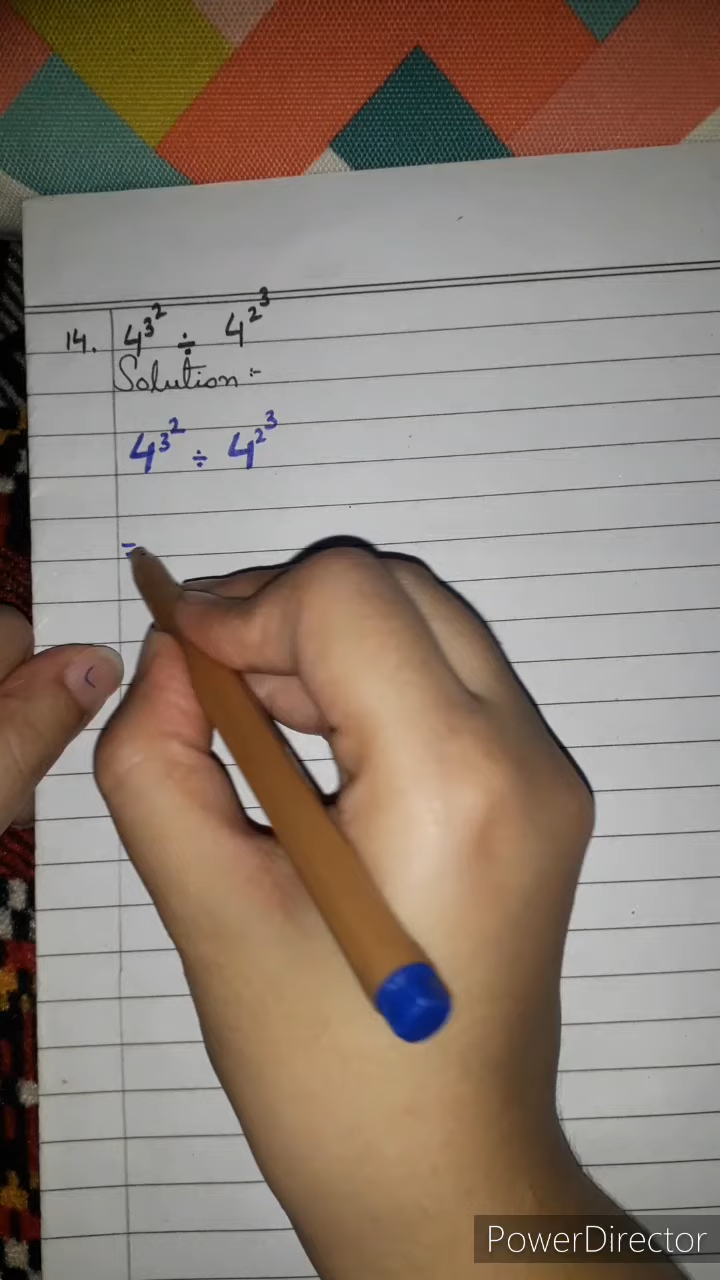 14. 4^3^2 ÷ 4^2^3
Solution :-
4^3^2 ÷ 4^2^3
=
PowerDirector